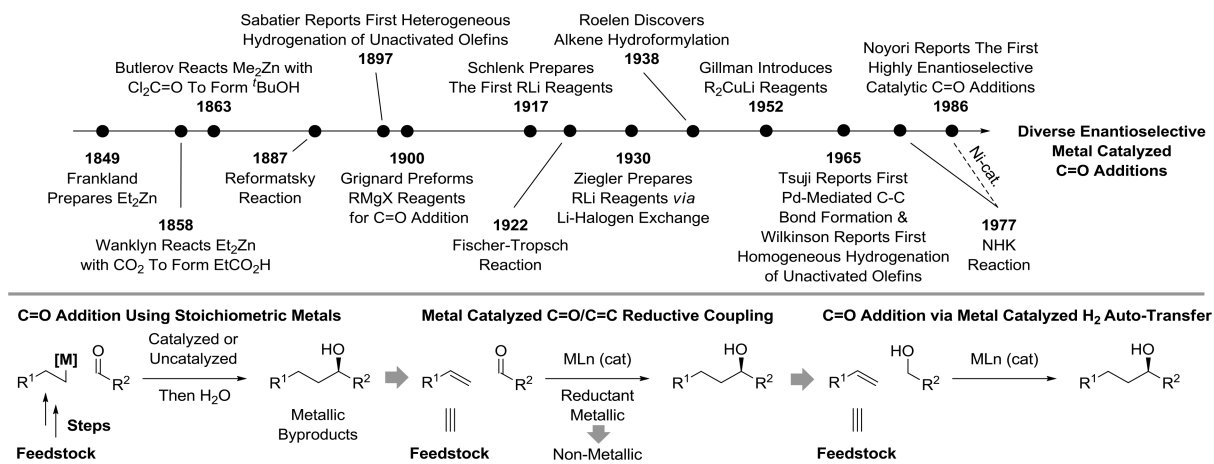 Sabatier Reports First Heterogeneous
Hydrogenation of Unactivated Olefins
1897
Roelen Discovers
Alkene Hydroformylation
1938
Butlerov Reacts Me2Zn with
Cl2C=O To Form tBuOH
1863
Schlenk Prepares
The First RLi Reagents
1917
Gillman Introduces
R2CuLi Reagents
1952
Noyori Reports The First
Highly Enantioselective
Catalytic C=O Additions
1986
Diverse Enantioselective
Metal Catalyzed
C=O Additions
1849
Frankland
Prepares Et2Zn
1858
Wanklyn Reacts Et2Zn
with CO2 To Form EtCO2H
1887
Reformatsky
Reaction
1900
Grignard Preforms
RMgX Reagents
for C=O Addition
1922
Fischer-Tropsch
Reaction
1930
Ziegler Prepares
RLi Reagents via
Li-Halogen Exchange
1965
Tsuji Reports First
Pd-Mediated C-C
Bond Formation &
Wilkinson Reports First
Homogeneous Hydrogenation
of Unactivated Olefins
Ni-cat.
1977
NHK
Reaction
C=O Addition Using Stoichiometric Metals
[M]
O
R1
R2
Catalyzed or
Uncatalyzed
Then H2O
HO
R1
R2
Steps
Feedstock
Metallic
Byproducts
Metal Catalyzed C=O/C=C Reductive Coupling
R1
O
R2
MLn (cat)
Reductant
Metallic
Non-Metallic
HO
R1
R2
Feedstock
C=O Addition via Metal Catalyzed H2 Auto-Transfer
R1
HO
R2
MLn (cat)
HO
R1
R2
Feedstock